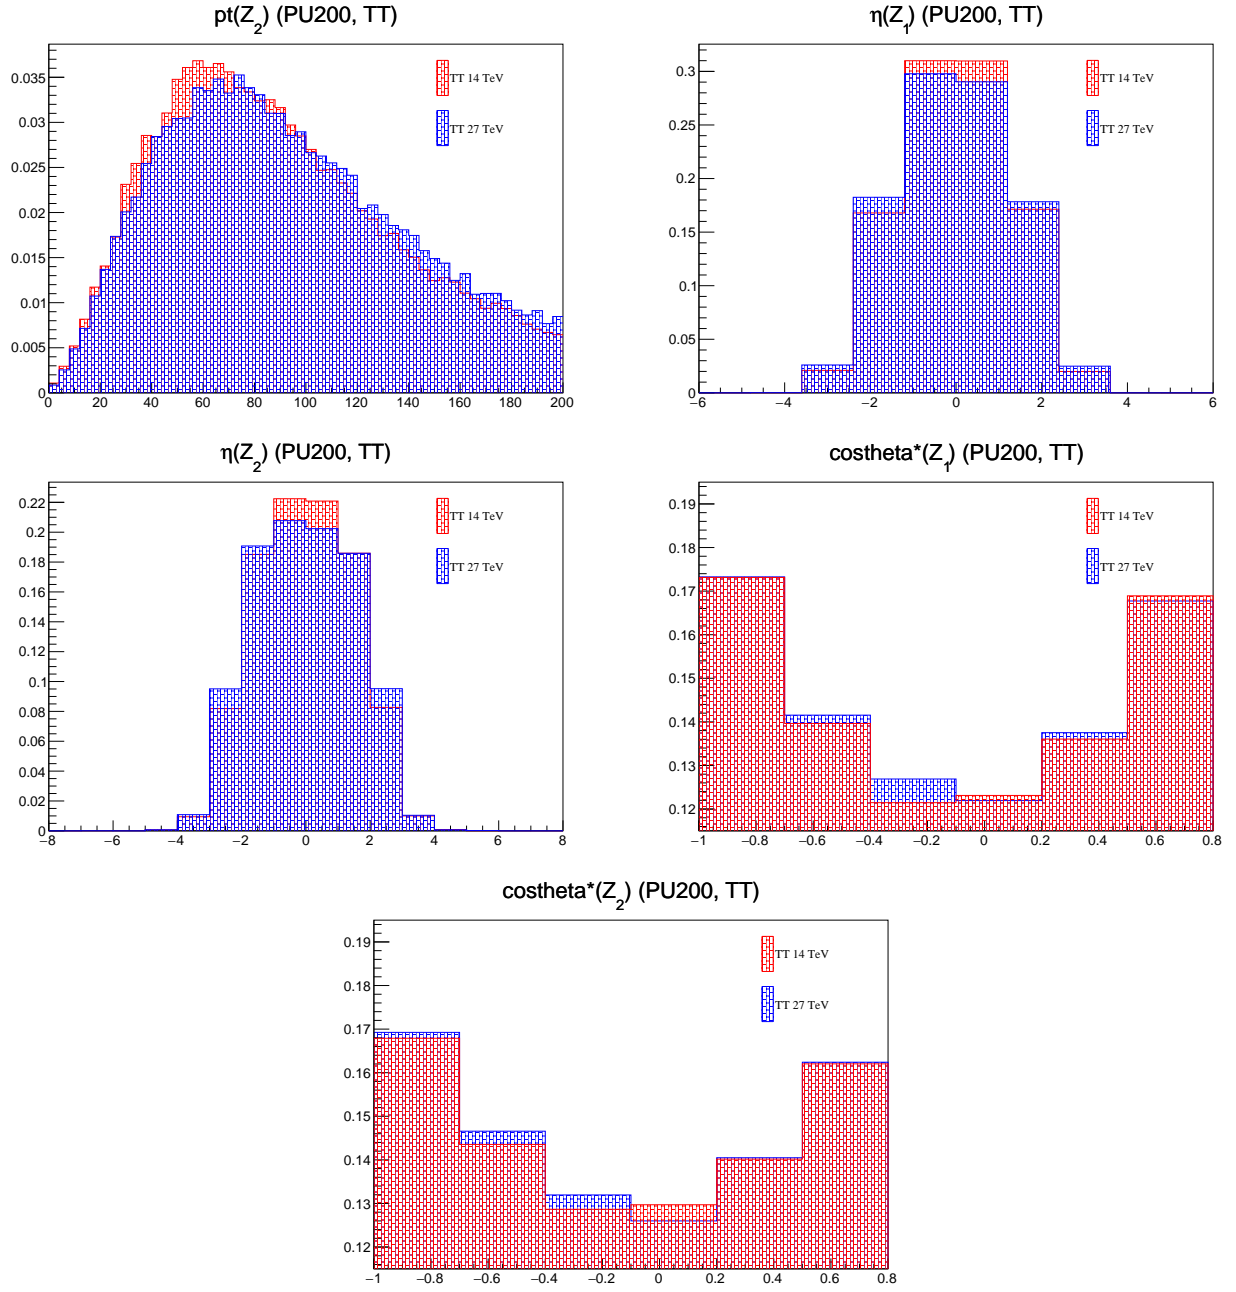 pt(Z2) (PU200, TT)
TT 14 TeV
TT 27 TeV
0.035
0.03
0.025
0.02
0.015
0.01
0.005
0
0 20 40 60 80 100 120 140 160 180 200
η(Z1) (PU200, TT)
TT 14 TeV
TT 27 TeV
0.3
0.25
0.2
0.15
0.1
0.05
0
−6 −4 −2 0 2 4 6
η(Z2) (PU200, TT)
TT 14 TeV
TT 27 TeV
0.22
0.2
0.18
0.16
0.14
0.12
0.1
0.08
0.06
0.04
0.02
0
−8 −6 −4 −2 0 2 4 6 8
costheta*(Z1) (PU200, TT)
TT 14 TeV
TT 27 TeV
0.19
0.18
0.17
0.16
0.15
0.14
0.13
0.12
−1 −0.8 −0.6 −0.4 −0.2 0 0.2 0.4 0.6 0.8
costheta*(Z2) (PU200, TT)
TT 14 TeV
TT 27 TeV
0.19
0.18
0.17
0.16
0.15
0.14
0.13
0.12
−1 −0.8 −0.6 −0.4 −0.2 0 0.2 0.4 0.6 0.8